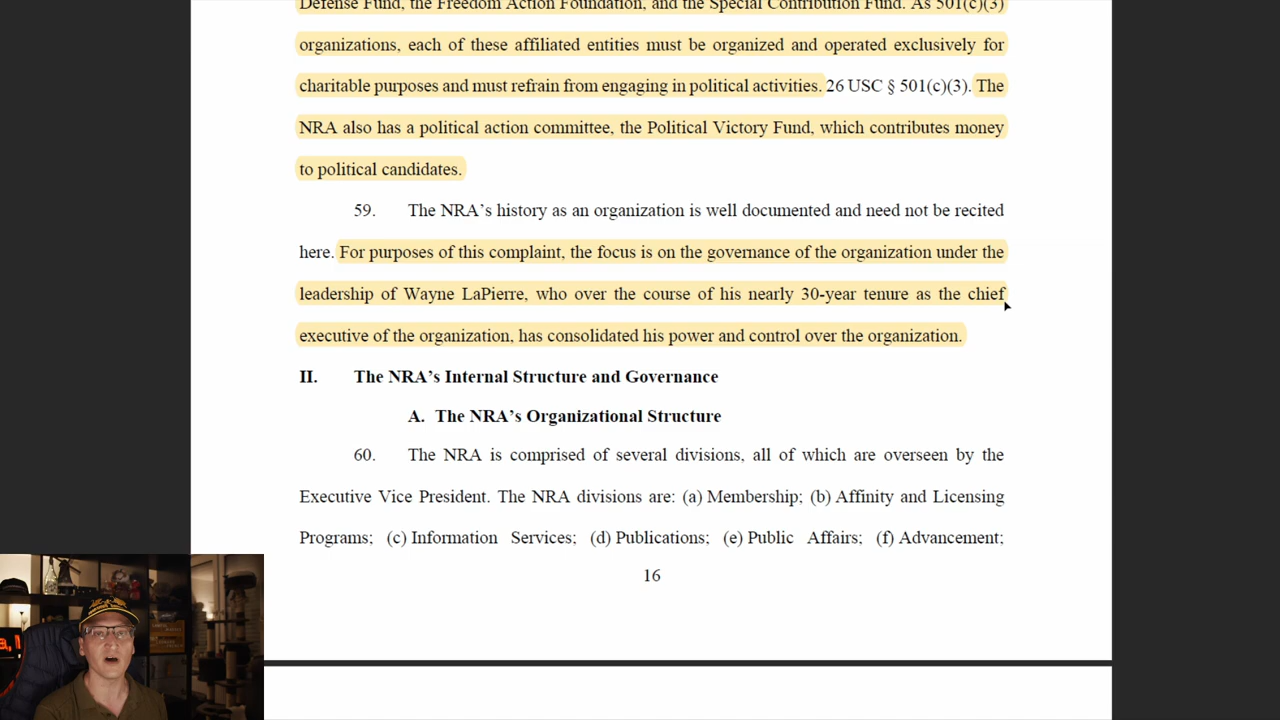 Defense Fund, the Freedom Action Foundation, and the Special Contribution Fund. As 501(c)(3)
organizations, each of these affiliated entities must be organized and operated exclusively for
charitable purposes and must refrain from engaging in political activities. 26 USC § 501(c)(3). The
NRA also has a political action committee, the Political Victory Fund, which contributes money
to political candidates.
59. The NRA’s history as an organization is well documented and need not be recited
here. For purposes of this complaint, the focus is on the governance of the organization under the
leadership of Wayne LaPierre, who over the course of his nearly 30-year tenure as the chief
executive of the organization, has consolidated his power and control over the organization.
II. The NRA’s Internal Structure and Governance
A. The NRA’s Organizational Structure
60. The NRA is comprised of several divisions, all of which are overseen by the
Executive Vice President. The NRA divisions are: (a) Membership; (b) Affinity and Licensing
Programs; (c) Information Services; (d) Publications; (e) Public Affairs; (f) Advancement;
16